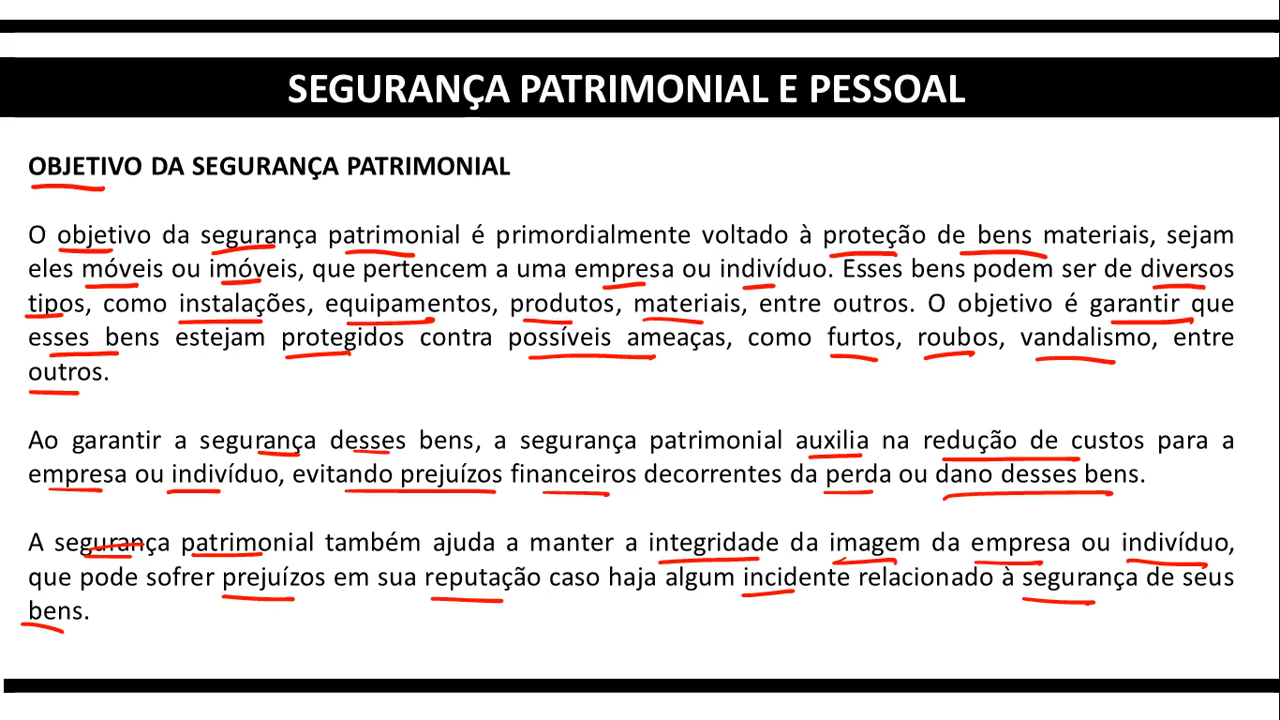 SEGURANÇA PATRIMONIAL E PESSOAL
OBJETIVO DA SEGURANÇA PATRIMONIAL
O objetivo da segurança patrimonial é primordialmente voltado à proteção de bens materiais, sejam
eles móveis ou imóveis, que pertencem a uma empresa ou indivíduo. Esses bens podem ser de diversos
tipos, como instalações, equipamentos, produtos, materiais, entre outros. O objetivo é garantir que
esses bens estejam protegidos contra possíveis ameaças, como furtos, roubos, vandalismo, entre
outros.
Ao garantir a segurança desses bens, a segurança patrimonial auxilia na redução de custos para a
empresa ou indivíduo, evitando prejuízos financeiros decorrentes da perda ou dano desses bens.
A segurança patrimonial também ajuda a manter a integridade da imagem da empresa ou indivíduo,
que pode sofrer prejuízos em sua reputação caso haja algum incidente relacionado à segurança de seus
bens.